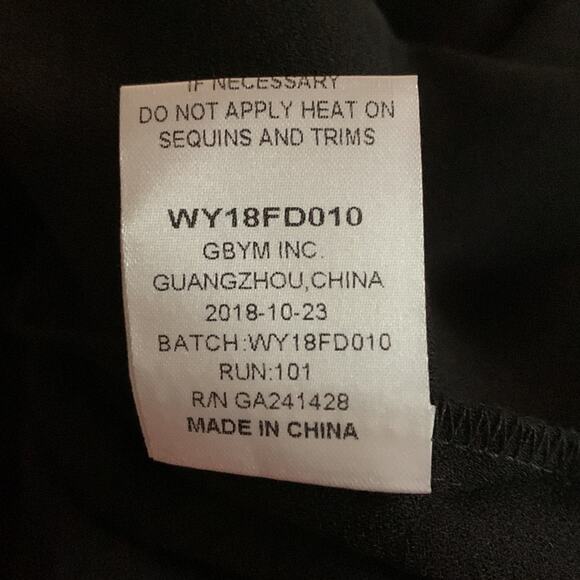 IF NECESSARY
DO NOT APPLY HEAT ON
SEQUINS AND TRIMS
WY18FD010
GBYM INC.
GUANGZHOU,CHINA
2018-10-23
BATCH:WY18FD010
RUN:101
R/N GA241428
MADE IN CHINA